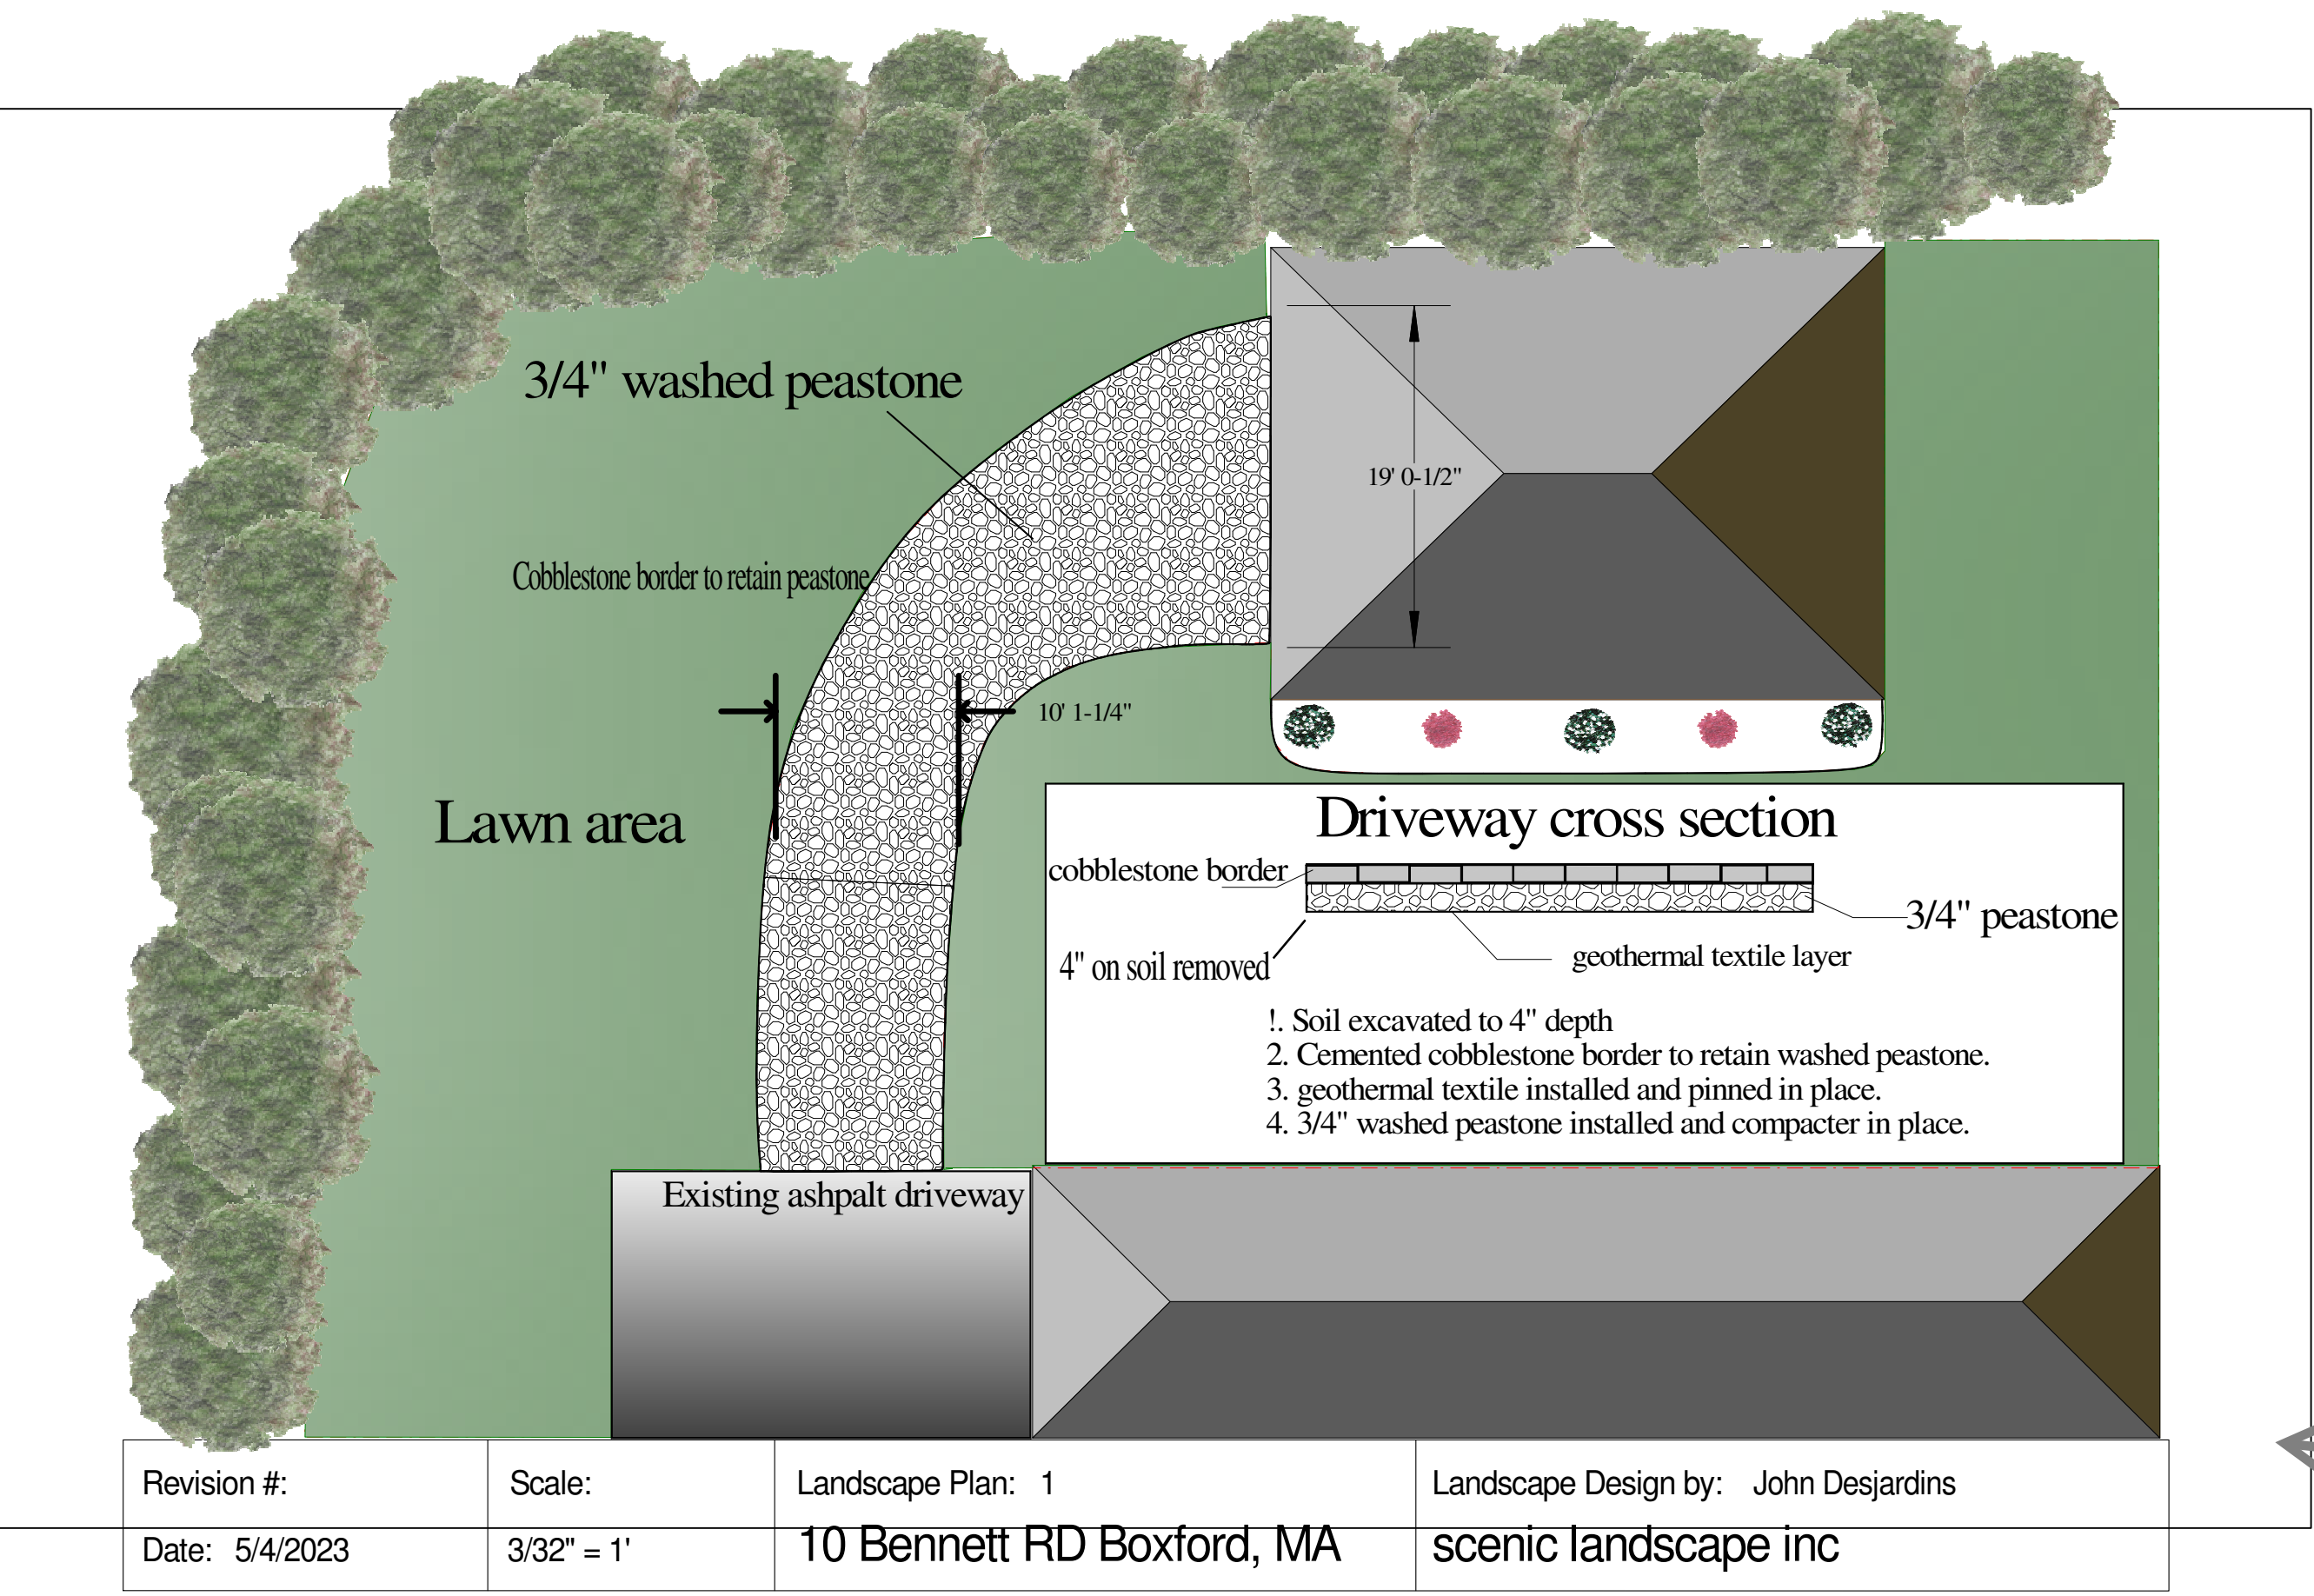 3/4" washed peastone
19' 0-1/2"
Cobblestone border to retain peastone
10' 1-1/4"
Lawn area
Driveway cross section
cobblestone border
3/4" peastone
geothermal textile layer
4" on soil removed
!. Soil excavated to 4" depth
2. Cemented cobblestone border to retain washed peastone.
3. geothermal textile installed and pinned in place.
4. 3/4" washed peastone installed and compacter in place.
Existing ashpalt driveway
Revision #:
Date: 5/4/2023
Scale:
3/32" = 1'
Landscape Plan: 1
10 Bennett RD Boxford, MA
Landscape Design by: John Desjardins
scenic landscape inc